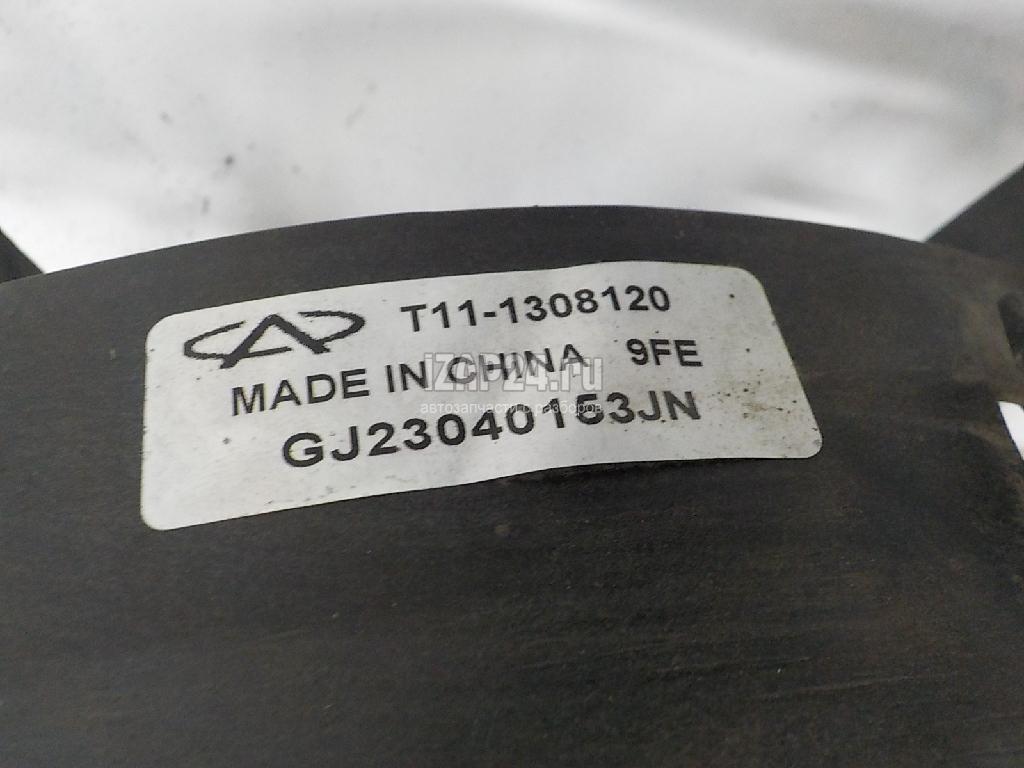 T11-1308120
MADE IN CHINA 9FE
iZAP24.ru
автозапчасти с разборов
GJ23040153JN